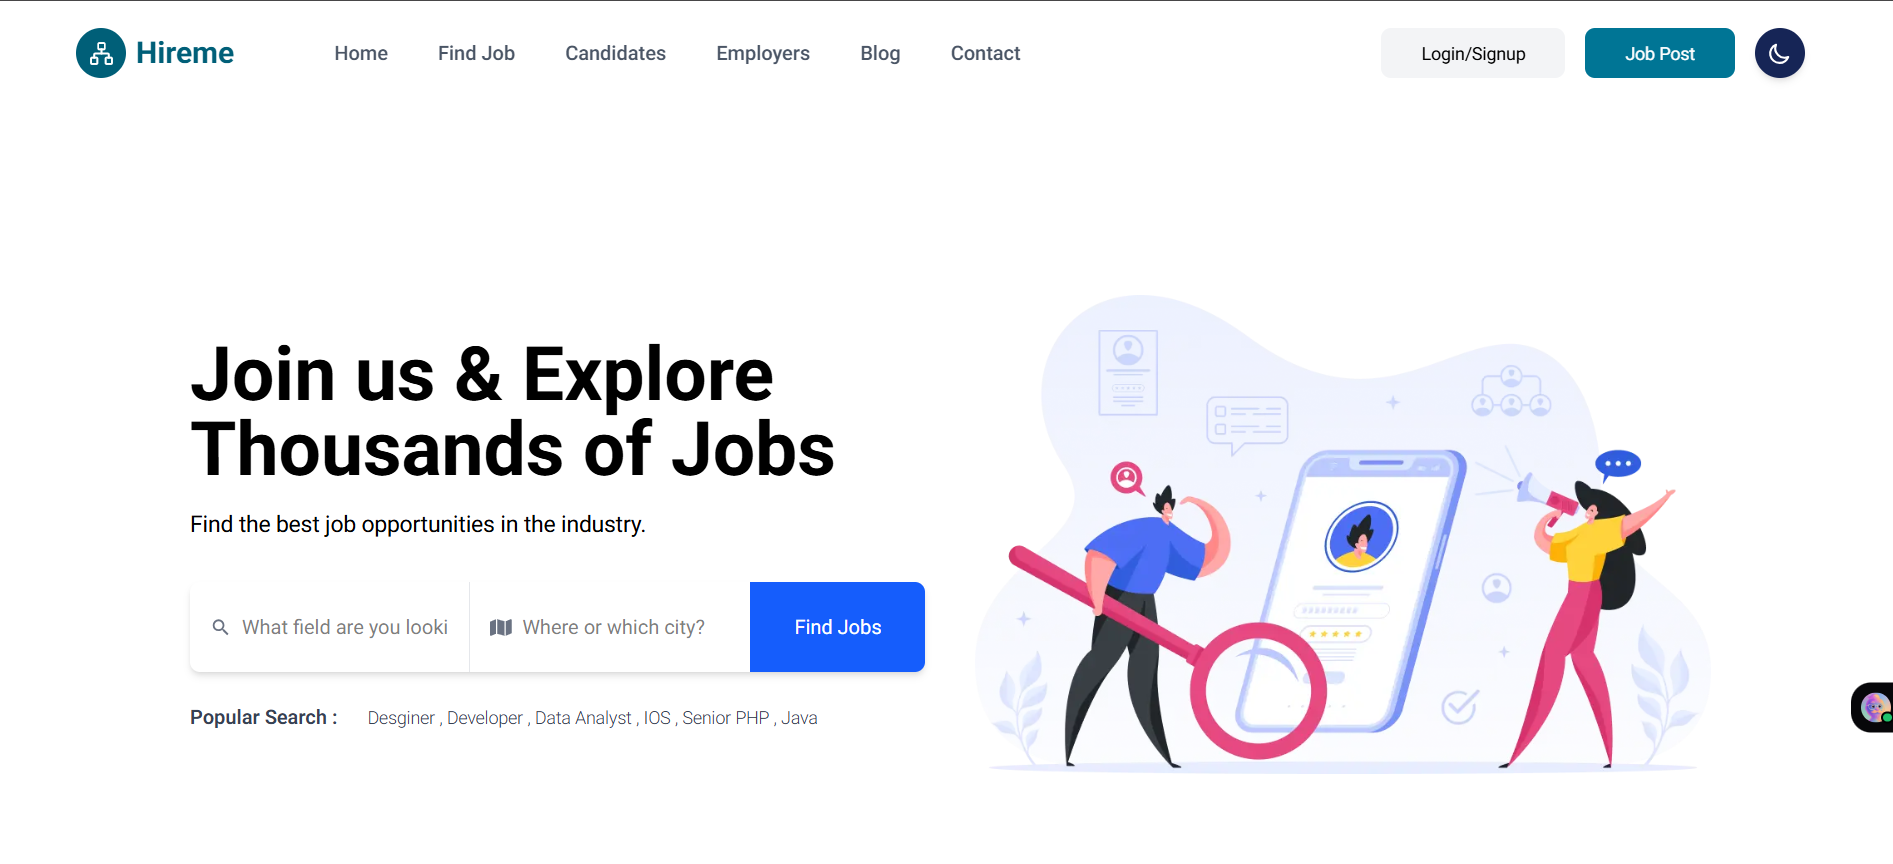 Hireme
Home Find Job Candidates Employers Blog Contact
Login/Signup
Job Post
Join us & Explore
Thousands of Jobs
Find the best job opportunities in the industry.
What field are you looki
Where or which city?
Find Jobs
Popular Search : Desginer , Developer , Data Analyst , IOS , Senior PHP , Java